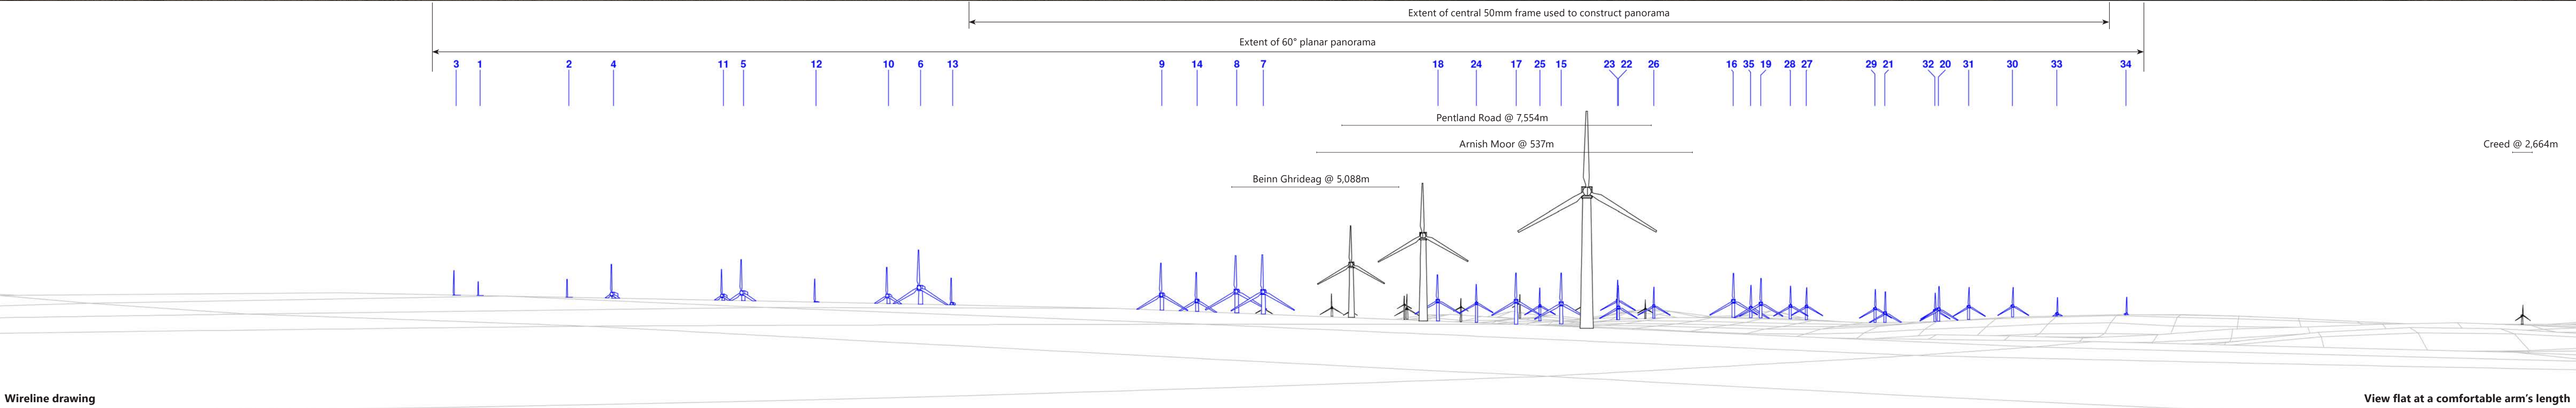 Extent of central 50mm frame used to construct panorama
Extent of 60° planar panorama
3 1 2 4 11 5 12 10 6 13 9 14 8 7 18 24 17 25 15 23 22 26 16 35 19 28 27 29 21 32 20 31 30 33 34
Pentland Road @ 7,554m
Arnish Moor @ 537m
Creed @ 2,664m
Beinn Ghrideag @ 5,088m
Wireline drawing
View flat at a comfortable arm's length